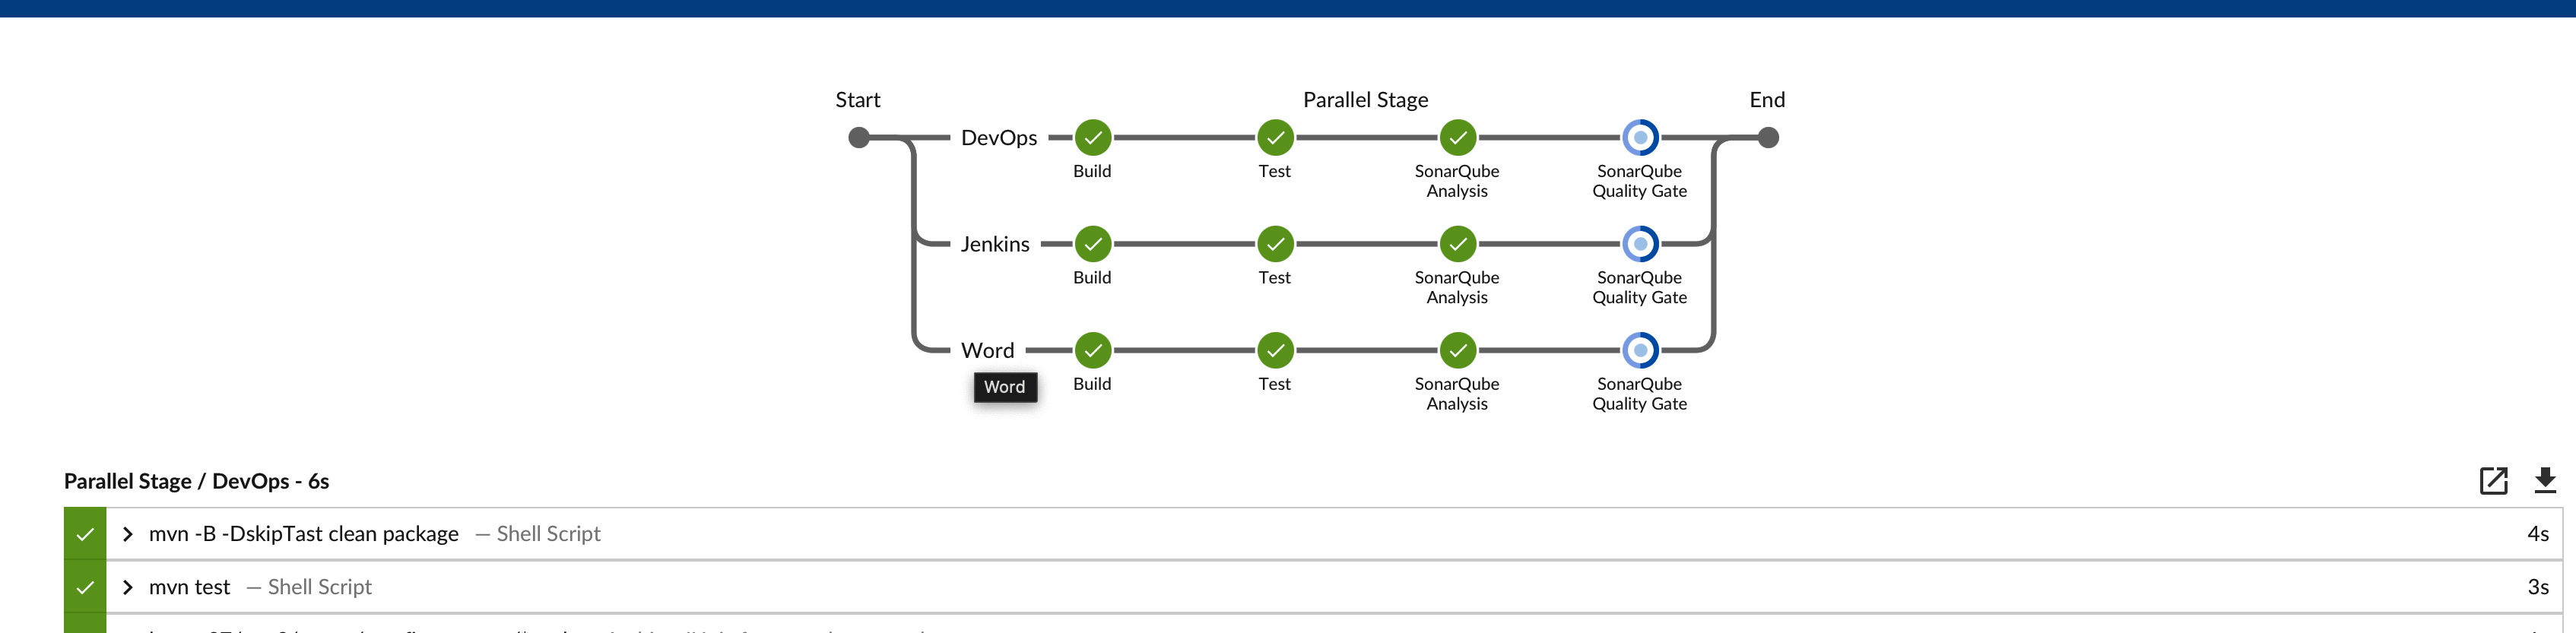 Start
Parallel Stage
End
DevOps
Build
Test
SonarQube
Analysis
SonarQube
Quality Gate
Jenkins
Build
Test
SonarQube
Analysis
SonarQube
Quality Gate
Word
Word
Build
Test
SonarQube
Analysis
SonarQube
Quality Gate
Parallel Stage / DevOps - 6s
mvn -B -DskipTast clean package — Shell Script 4s
mvn test — Shell Script 3s